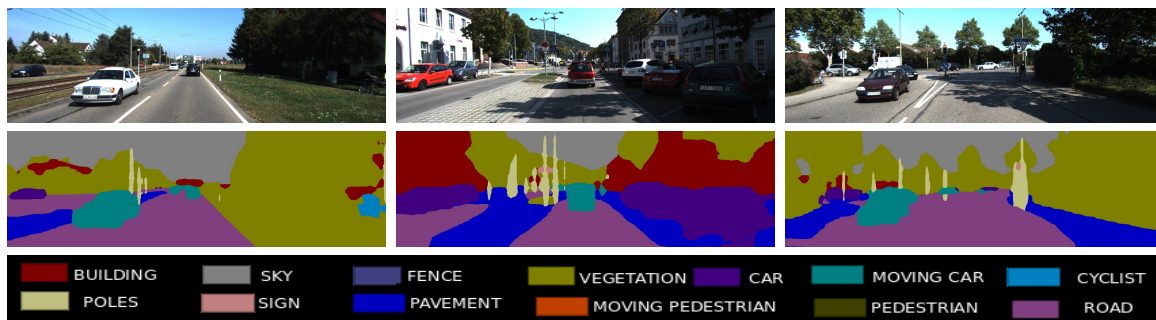 BUILDING SKY FENCE VEGETATION CAR MOVING CAR CYCLIST
POLES SIGN PAVEMENT MOVING PEDESTRIAN PEDESTRIAN ROAD